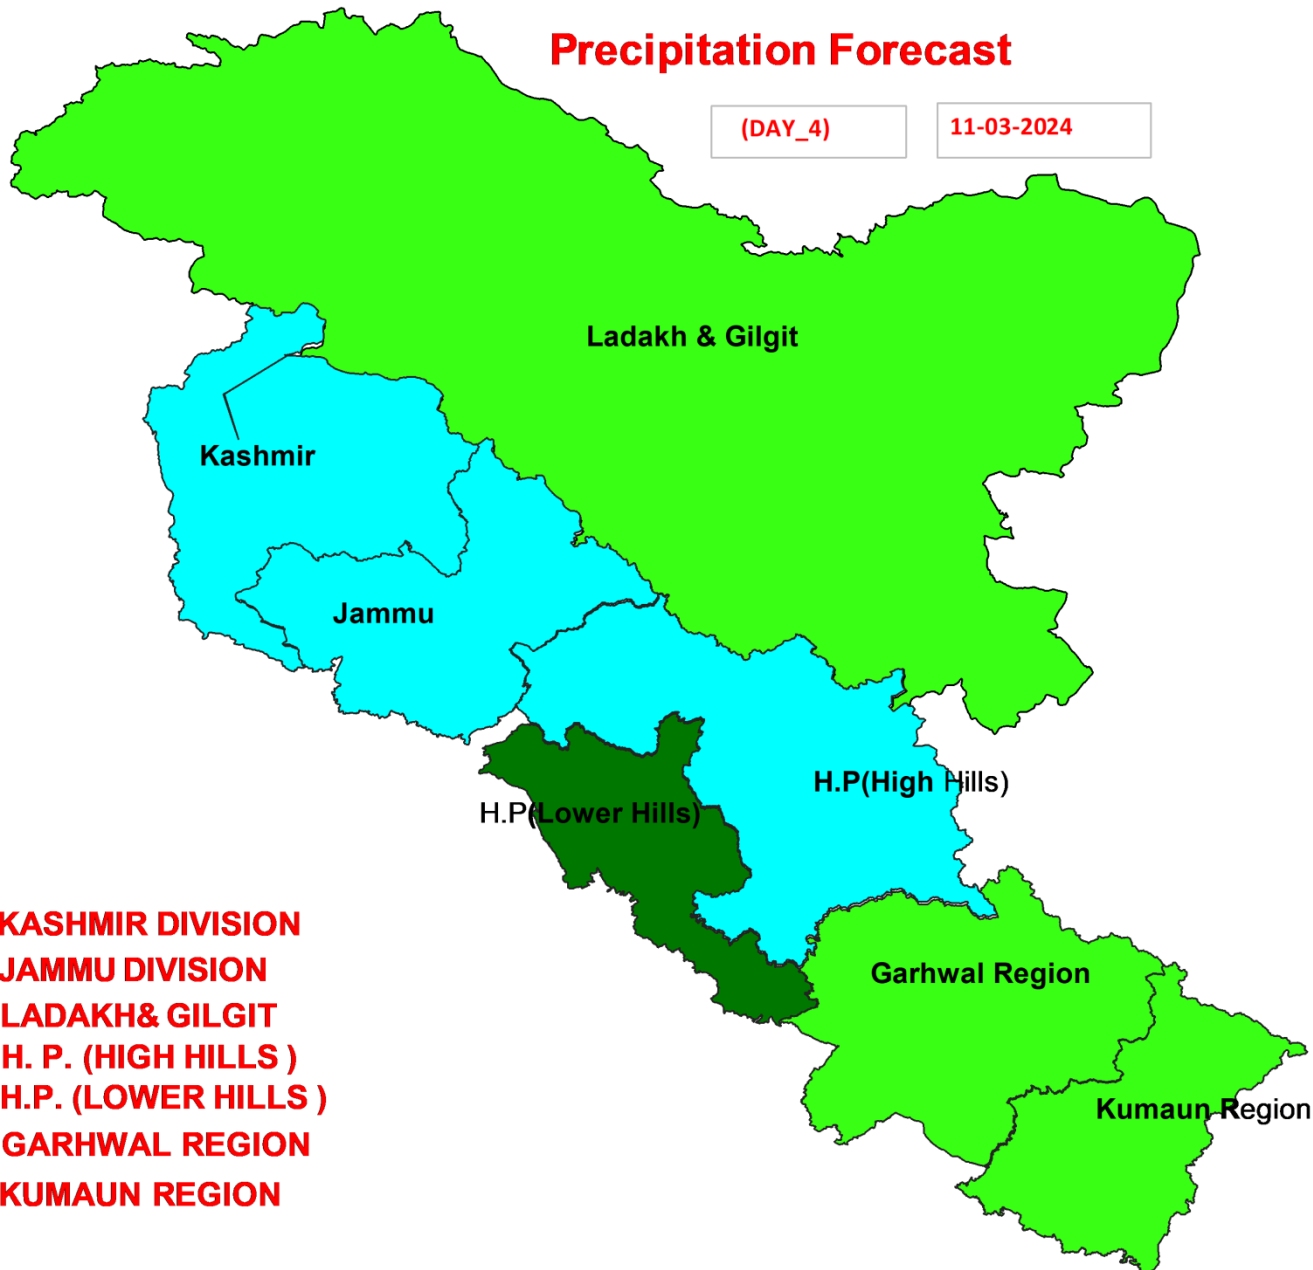 Precipitation Forecast
(DAY_4) 11-03-2024
Ladakh & Gilgit
Kashmir
Jammu
H.P(High Hills)
H.P(Lower Hills)
Garhwal Region
Kumaun Region
KASHMIR DIVISION
JAMMU DIVISION
LADAKH& GILGIT
H. P. (HIGH HILLS )
H.P. (LOWER HILLS )
GARHWAL REGION
KUMAUN REGION